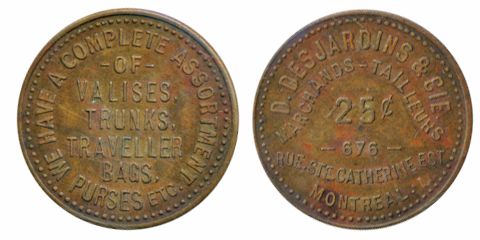 WE HAVE A COMPLETE ASSORTMENT
-OF-
VALISES,
TRUNKS,
TRAVELLER
BAGS,
PURSES ETC.
D. DESJARDINS & CIE
MARCHANDS-TAILLEURS
25¢
-676-
RUE STE. CATHERINE EST.
MONTREAL.